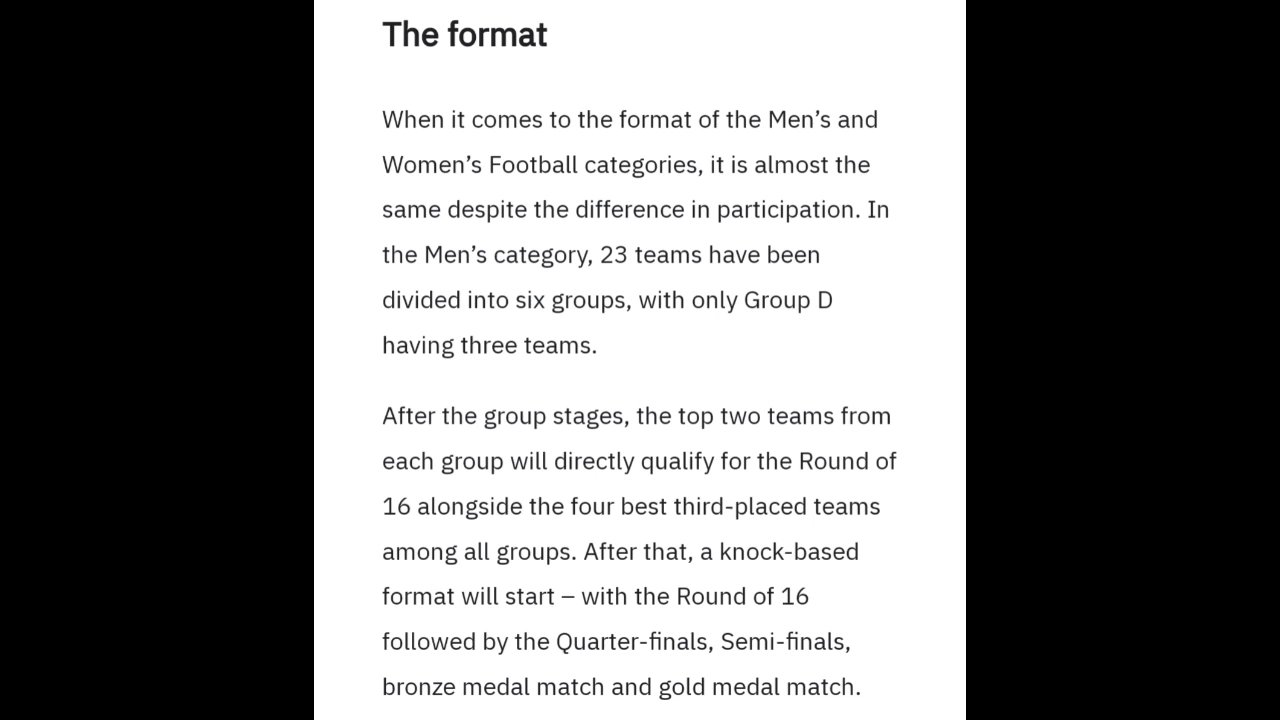 The format
When it comes to the format of the Men’s and
Women’s Football categories, it is almost the
same despite the difference in participation. In
the Men’s category, 23 teams have been
divided into six groups, with only Group D
having three teams.
After the group stages, the top two teams from
each group will directly qualify for the Round of
16 alongside the four best third-placed teams
among all groups. After that, a knock-based
format will start – with the Round of 16
followed by the Quarter-finals, Semi-finals,
bronze medal match and gold medal match.